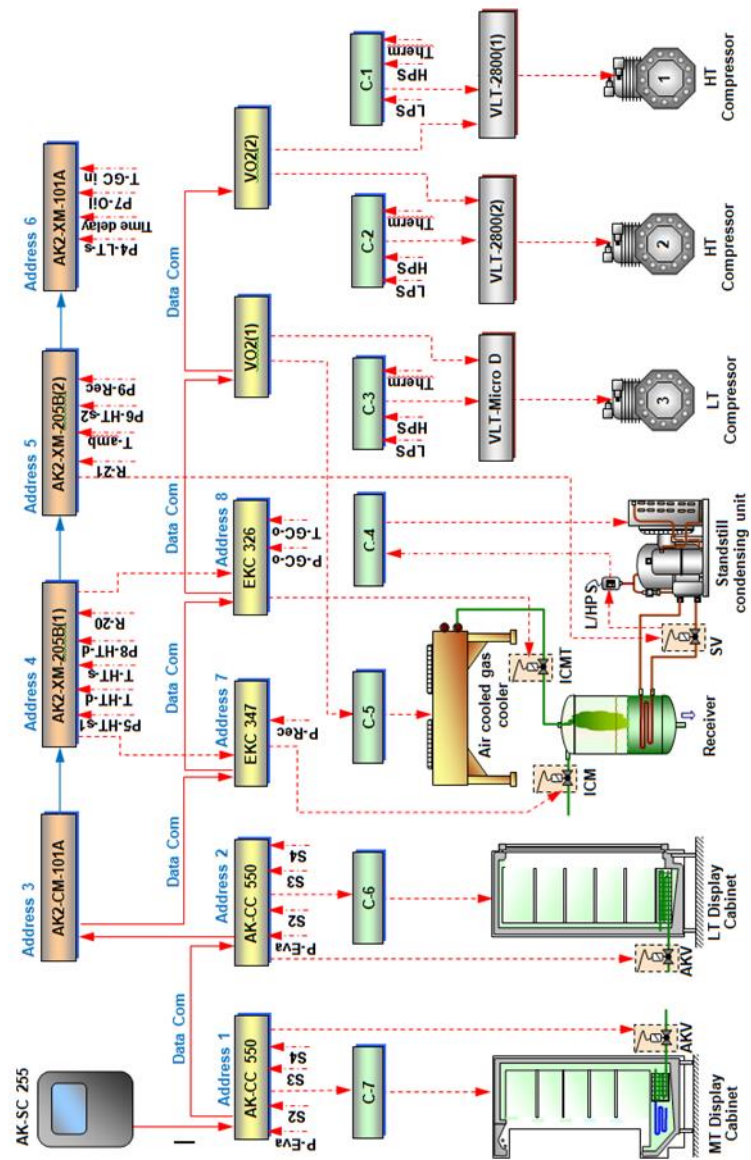 AK-SC 255
Address 3
AK2-CM-101A
Address 4
AK2-XM-205B(1)
Address 5
AK2-XM-205B(2)
Address 6
AK2-XM-101A
P5-HT-s1
T-HT-d
T-HT-s
P8-HT-d
R-20
R-21
T-amb
P6-HT-s2
P9-Rec
P4-LT-s
Time delay
P7-Oil
T-GC in
Data Com
Data Com
Data Com
Data Com
Data Com
Address 1
AK-CC 550
Address 2
AK-CC 550
Address 7
EKC 347
Address 8
EKC 326
VO2(1)
VO2(2)
P-Eva
S2
S3
S4
P-Eva
S2
S3
S4
P-Rec
P-GC-o
T-GC-o
C-7
C-6
C-5
C-4
C-3
C-2
C-1
LPS
HPS
Therm
LPS
HPS
Therm
LPS
HPS
Therm
VLT-Micro D
VLT-2800(2)
VLT-2800(1)
Air cooled gas
cooler
ICMT
ICM
L/HPS
SV
AKV
AKV
1
2
3
MT Display
Cabinet
LT Display
Cabinet
Receiver
Standstill
condensing unit
LT
Compressor
HT
Compressor
HT
Compressor